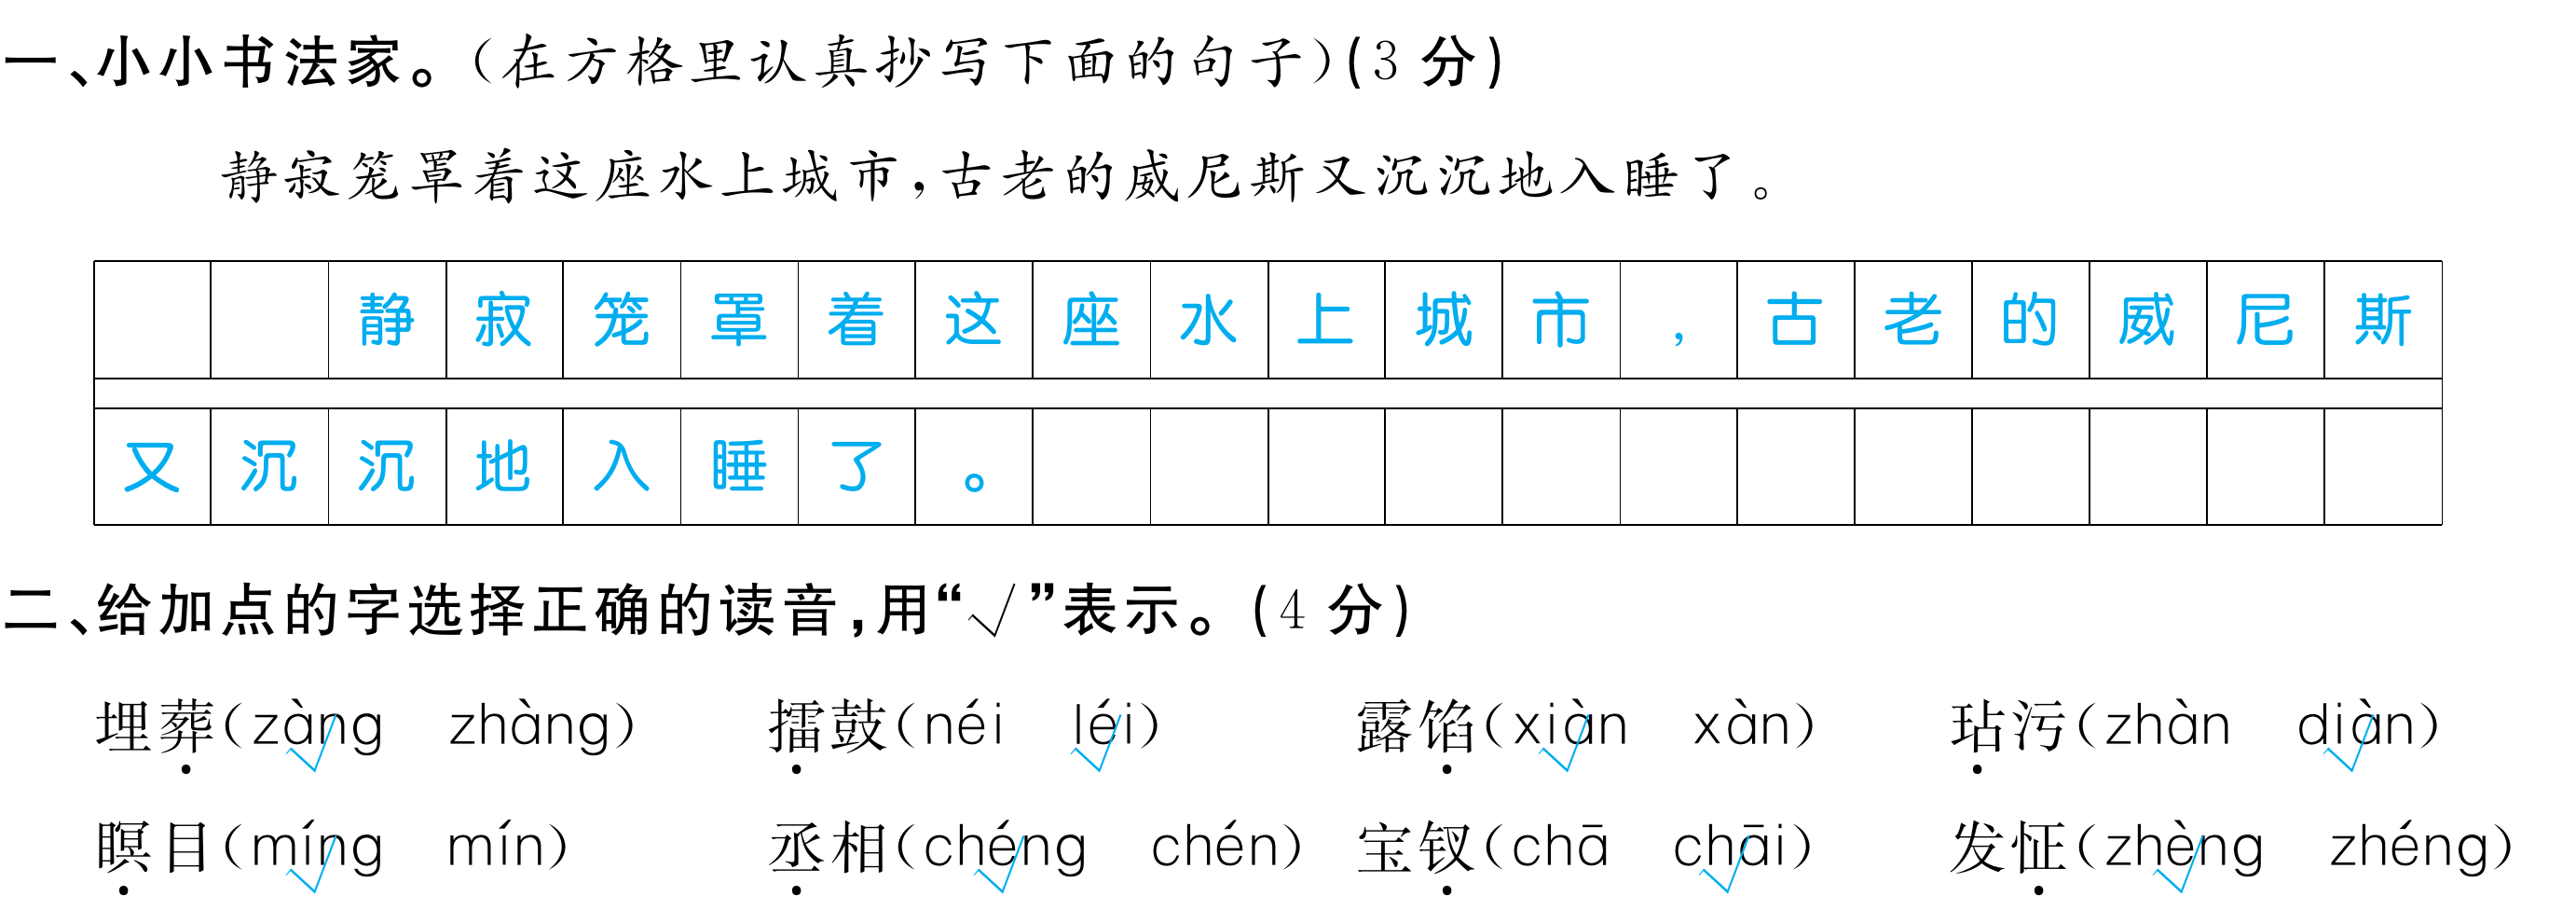 一、小小书法家。(在方格里认真抄写下面的句子)(3 分)
静寂笼罩着这座水上城市,古老的威尼斯又沉沉地入睡了。
静寂笼罩着这座水上城市,古老的威尼斯
又沉沉地入睡了。
二、给加点的字选择正确的读音,用“√”表示。(4 分)
埋葬(zàng√ zhàng) 擂鼓(néi léi√) 露馅(xiàn√ xàn) 玷污(zhàn diàn√)
瞑目(míng√ mín) 丞相(chéng√ chén) 宝钗(chā chāi√) 发怔(zhèng√ zhéng)